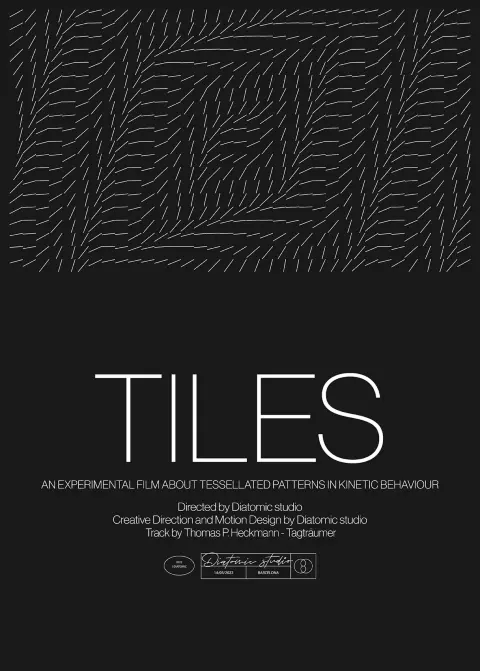 TILES
AN EXPERIMENTAL FILM ABOUT TESSELLATED PATTERNS IN KINETIC BEHAVIOUR
Directed by Diatomic studio
Creative Direction and Motion Design by Diatomic studio
Track by Thomas P. Heckmann - Tagträumer
Diatomic studio
BARCELONA